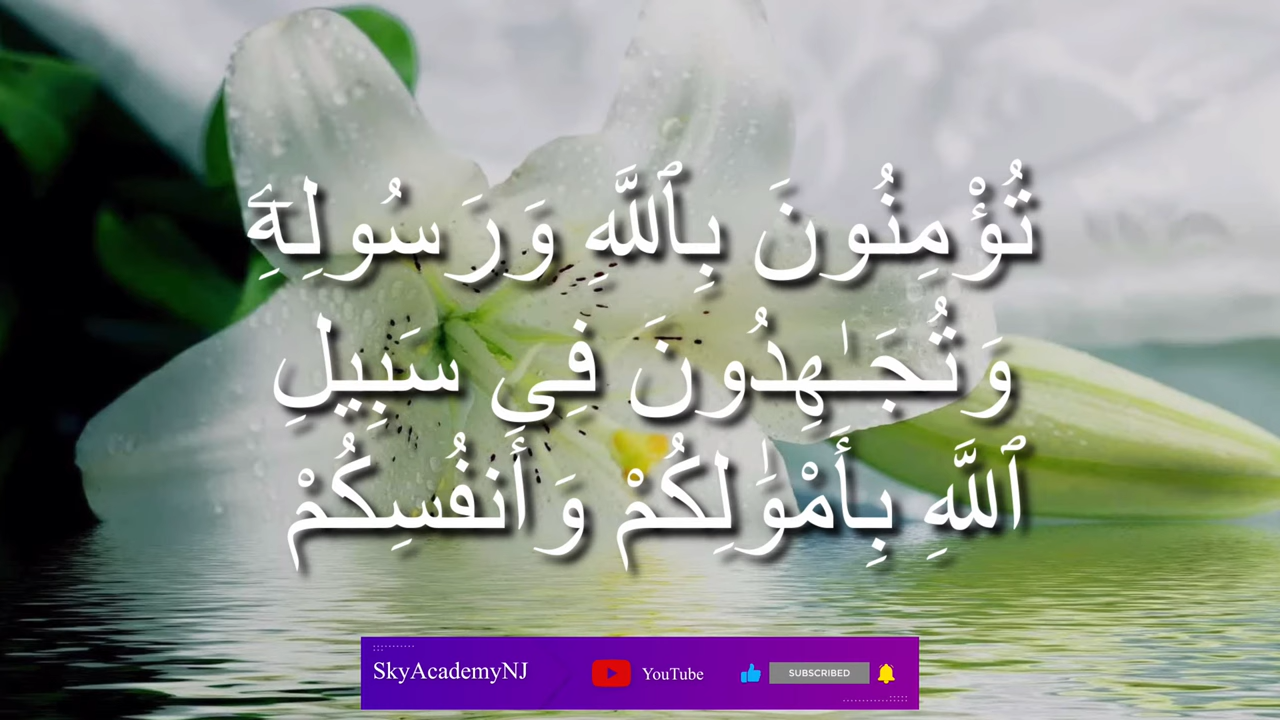 تُؤْمِنُونَ بِٱللَّهِ وَرَسُولِهِۦ
وَتُجَـٰهِدُونَ فِى سَبِيلِ
ٱللَّهِ بِأَمْوَٰلِكُمْ وَأَنفُسِكُمْ
SkyAcademyNJ YouTube SUBSCRIBED